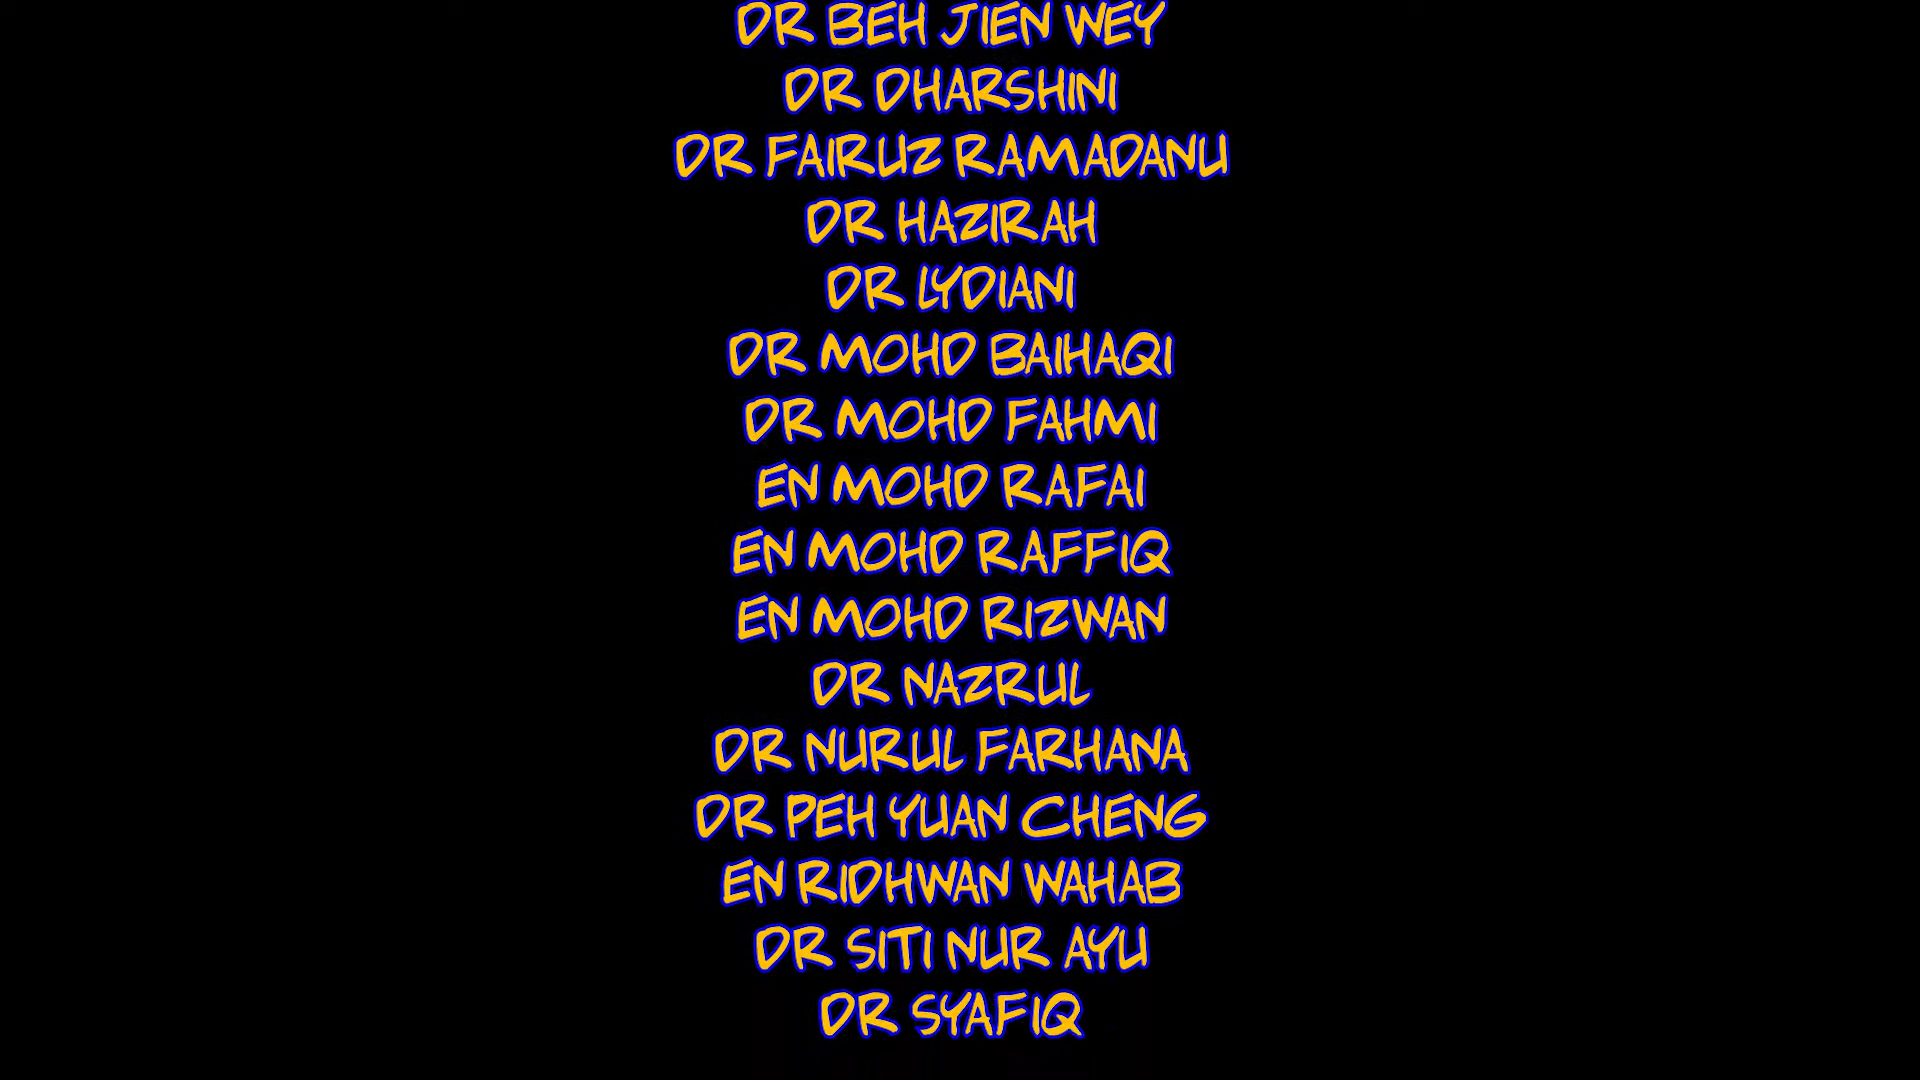 DR BEH JIEN WEY
DR DHARSHINI
DR FAIRUZ RAMADANU
DR HAZIRAH
DR LYDIANI
DR MOHD BAIHAQI
DR MOHD FAHMI
EN MOHD RAFAI
EN MOHD RAFFIQ
EN MOHD RIZWAN
DR NAZRUL
DR NURUL FARHANA
DR PEH YUAN CHENG
EN RIDHWAN WAHAB
DR SITI NUR AYU
DR SYAFIQ